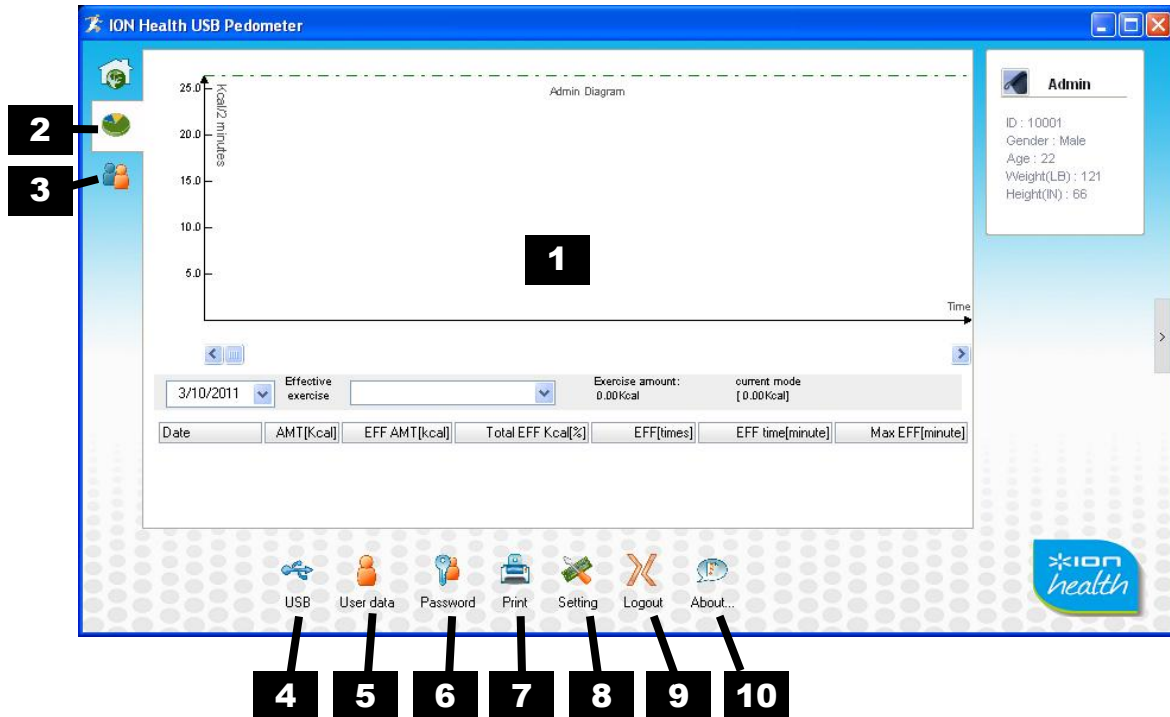 ION Health USB Pedometer
25.0
20.0
15.0
10.0
5.0
Kcal/2 minutes
Admin Diagram
Time
Admin
ID : 10001
Gender : Male
Age : 22
Weight(LB) : 121
Height(IN) : 66
1
2
3
3/10/2011
Effective
exercise
Exercise amount:
0.00Kcal
current mode
[ 0.00Kcal]
Date AMT[Kcal] EFF AMT[kcal] Total EFF Kcal[%] EFF[times] EFF time[minute] Max EFF[minute]
USB User data Password Print Setting Logout About...
ion
health
4 5 6 7 8 9 10